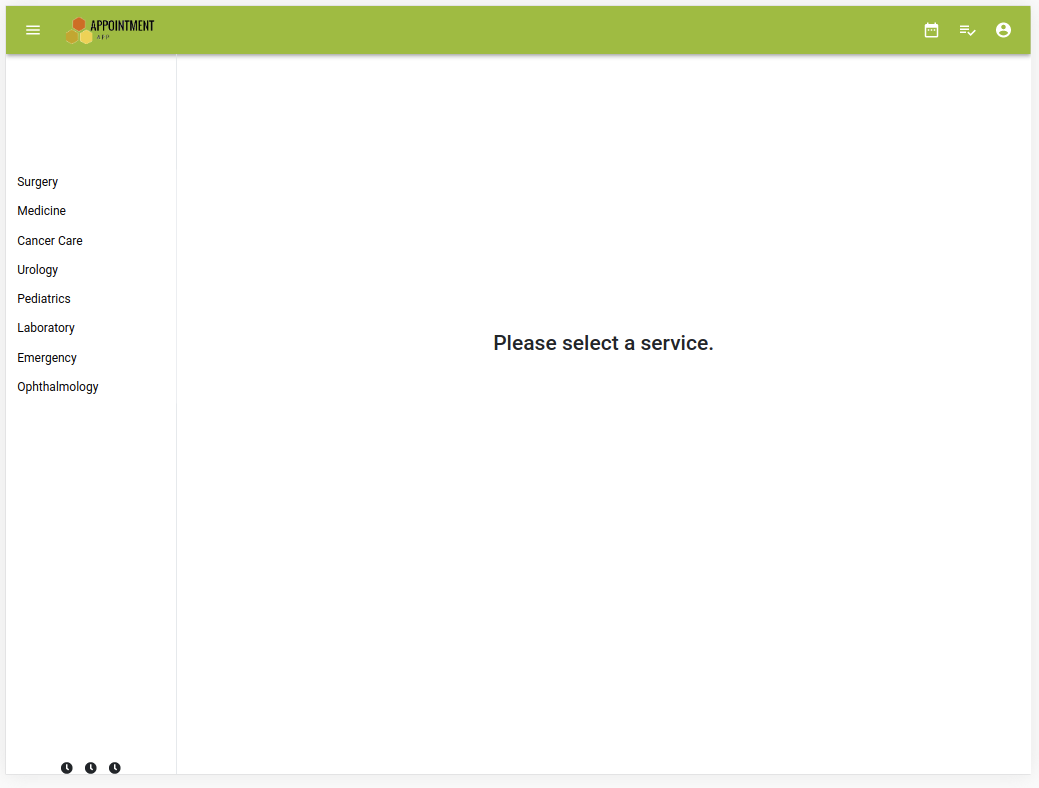 APPOINTMENT
APP
Surgery
Medicine
Cancer Care
Urology
Pediatrics
Laboratory
Emergency
Ophthalmology
Please select a service.